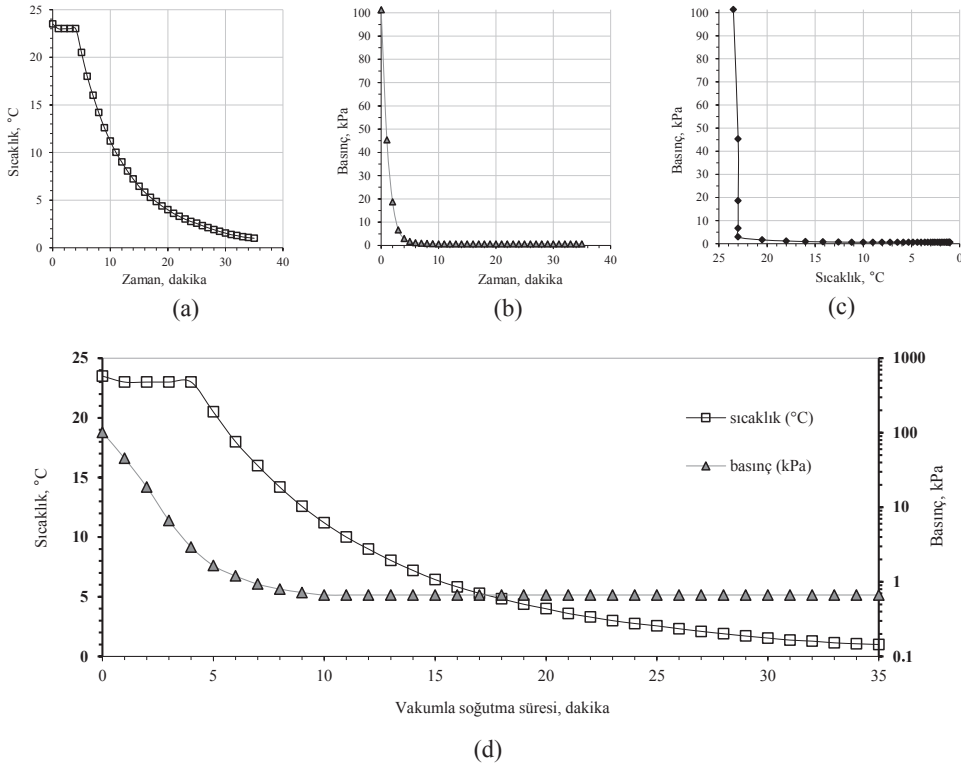 25
20
15
10
5
0
Sıcaklık, °C
0 10 20 30 40
Zaman, dakika
(a)
100
90
80
70
60
50
40
30
20
10
0
Basınç, kPa
0 10 20 30 40
Zaman, dakika
(b)
100
90
80
70
60
50
40
30
20
10
0
Basınç, kPa
25 20 15 10 5 0
Sıcaklık, °C
(c)
25
20
15
10
5
0
Sıcaklık, °C
sıcaklık (°C)
basınç (kPa)
1000
100
10
1
0.1
Basınç, kPa
0 5 10 15 20 25 30 35
Vakumla soğutma süresi, dakika
(d)